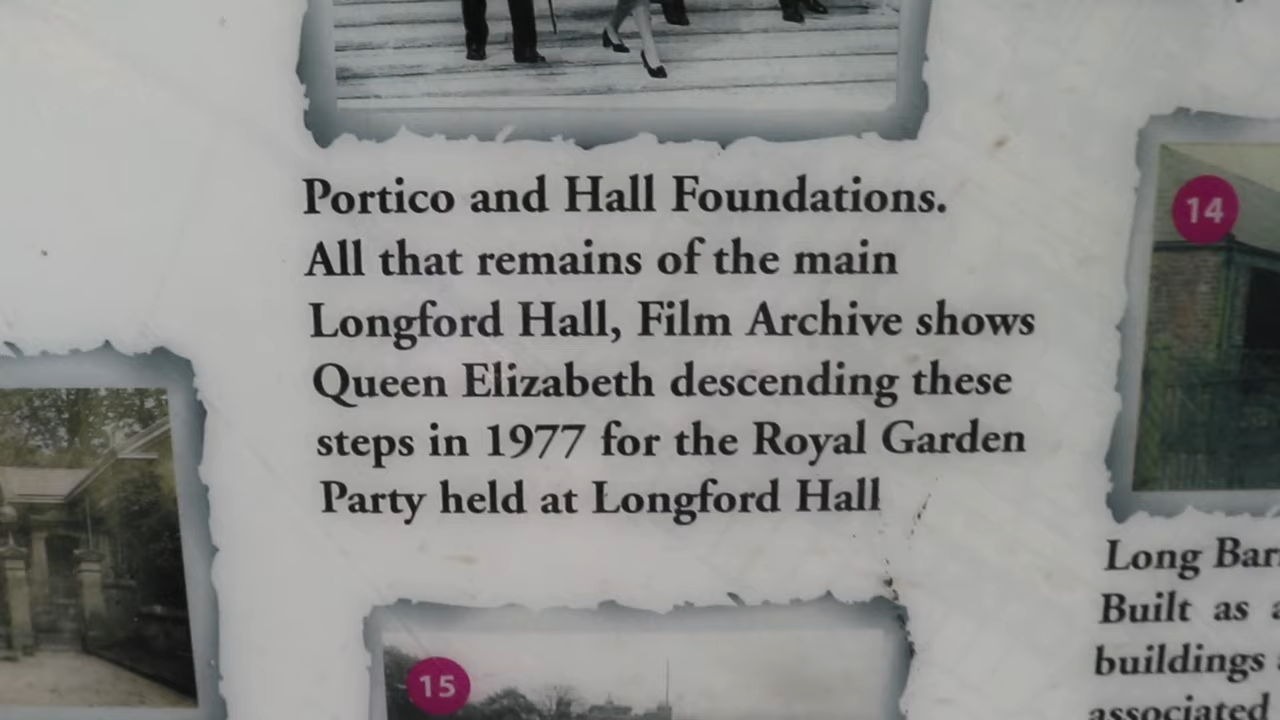 Portico and Hall Foundations.
All that remains of the main
Longford Hall, Film Archive shows
Queen Elizabeth descending these
steps in 1977 for the Royal Garden
Party held at Longford Hall
14
15
Long
Built as
buildings
associated